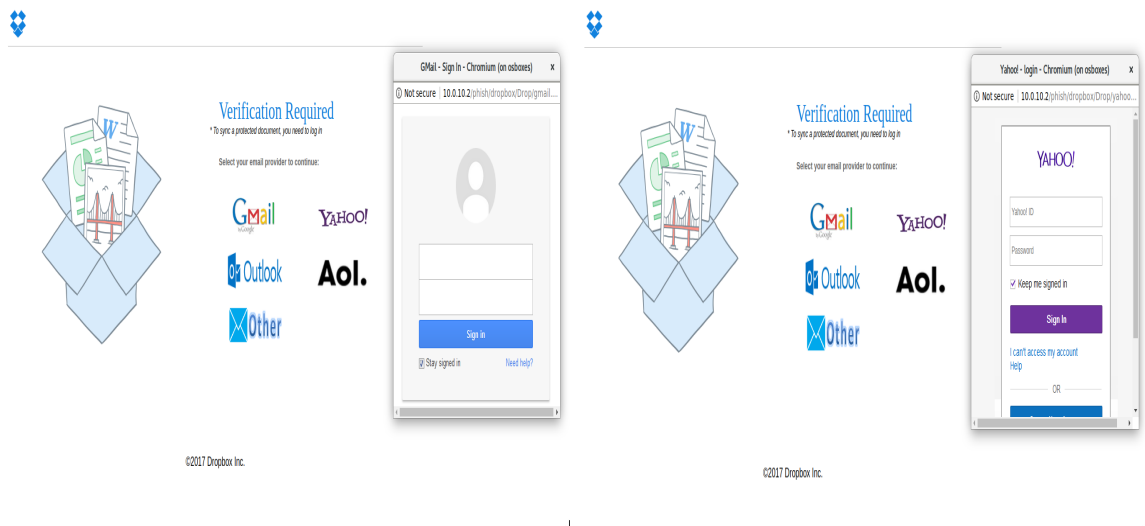 GMail - Sign In - Chromium (on osboxes) x
Not secure 10.0.10.2/phish/dropbox/Drop/gmail....
Verification Required
* To sync a protected document, you need to log in
Select your email provider to continue:
W
GMail
by Google
YAHOO!
Outlook
Aol.
Other
Sign in
Stay signed in
Need help?
©2017 Dropbox Inc.
Yahoo! - login - Chromium (on osboxes) x
Not secure 10.0.10.2/phish/dropbox/Drop/yahoo...
Verification Required
* To sync a protected document, you need to log in
Select your email provider to continue:
W
GMail
by Google
YAHOO!
Outlook
Aol.
Other
YAHOO!
Yahoo! ID
Password
Keep me signed in
Sign In
I can't access my account
Help
OR
©2017 Dropbox Inc.